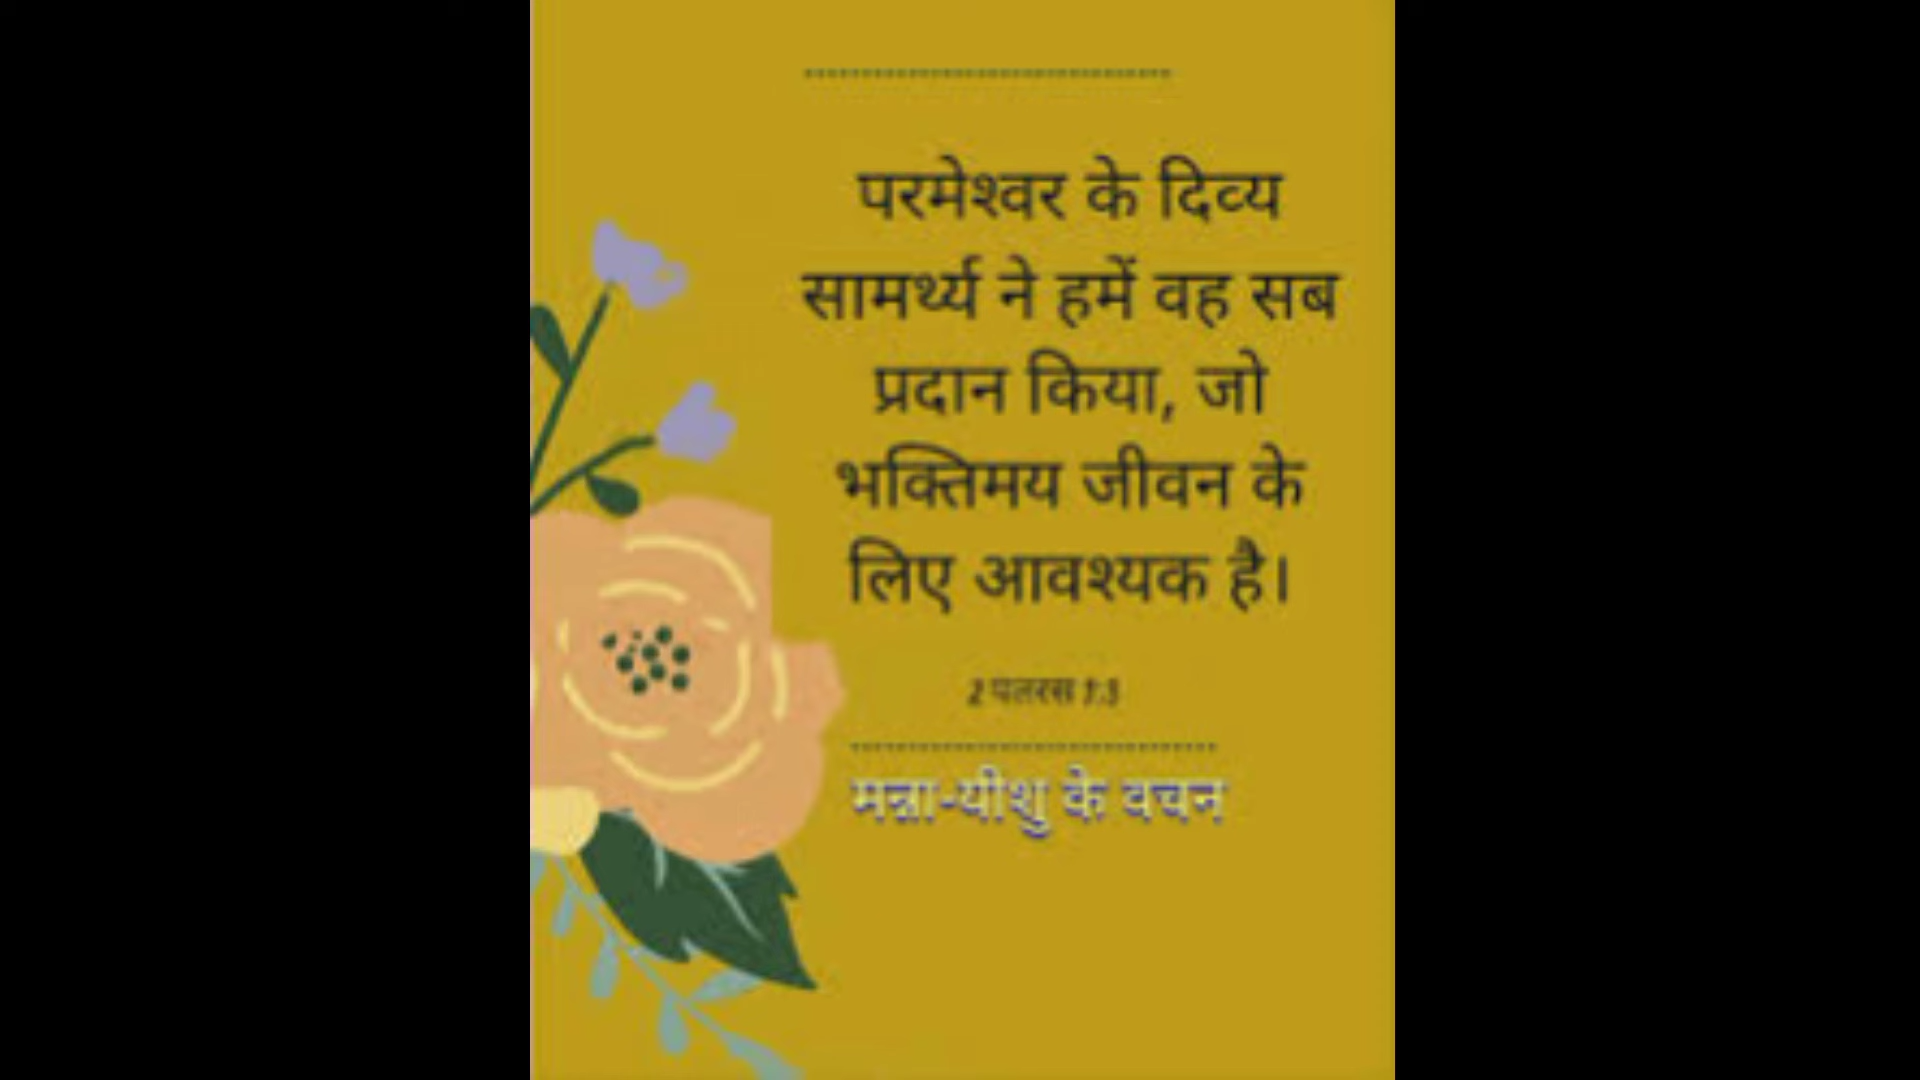 परमेश्वर के दिव्य
सामर्थ्य ने हमें वह सब
प्रदान किया, जो
भक्तिमय जीवन के
लिए आवश्यक है।
2 पतरस 1:3
मन्ना-यीशु के वचन